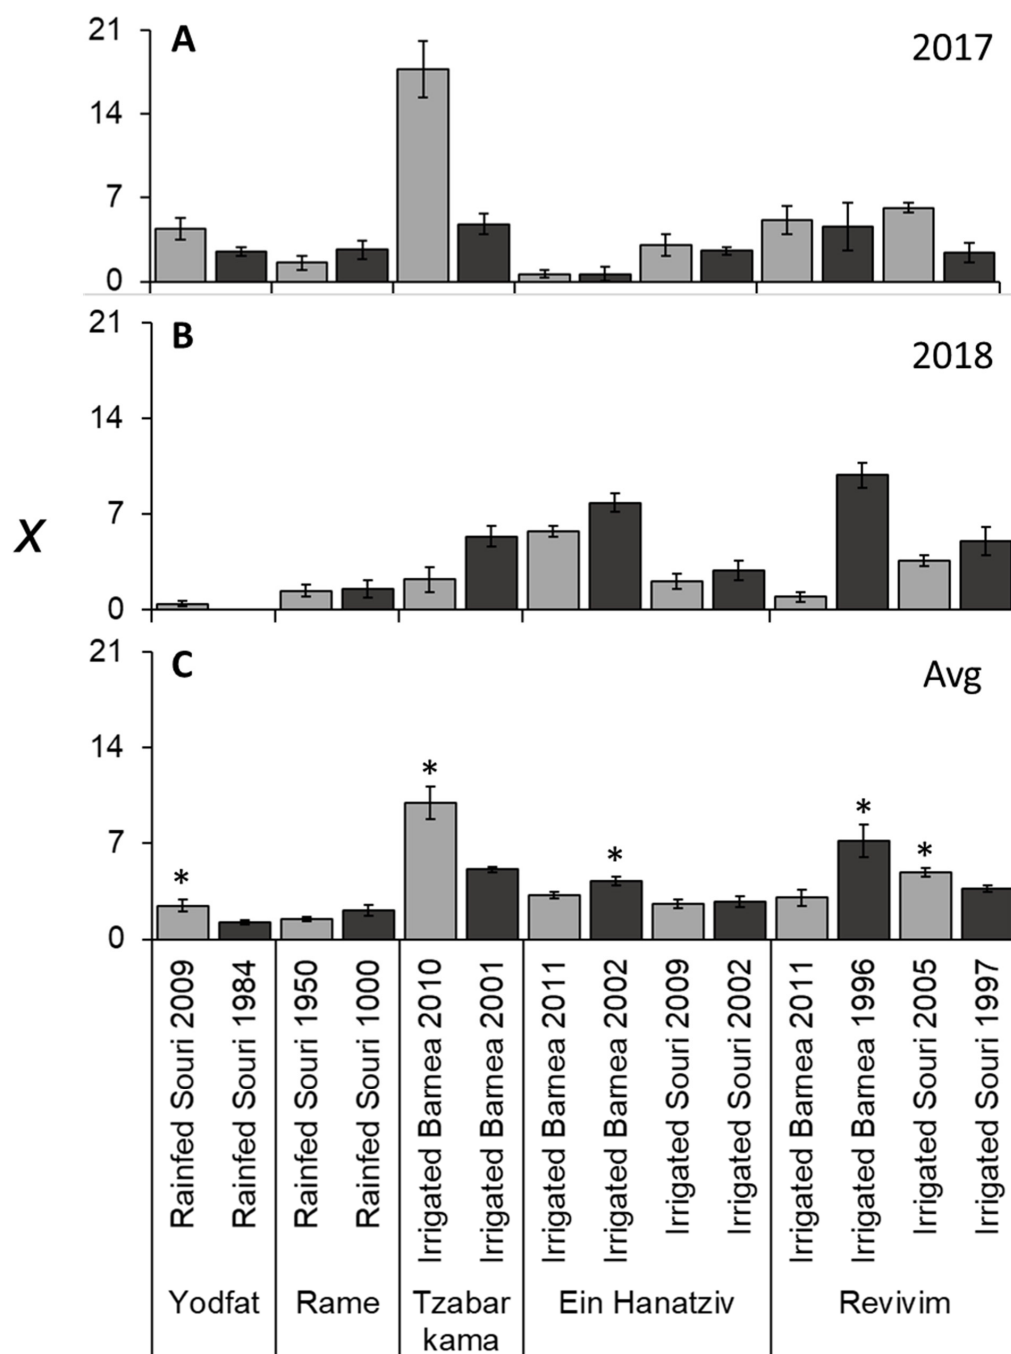 A
2017
21
14
7
0
B
2018
21
14
7
0
X
C
Avg
21
14
7
0
*
*
*
*
*
Rainfed Souri 2009
Rainfed Souri 1984
Rainfed Souri 1950
Rainfed Souri 1000
Irrigated Barnea 2010
Irrigated Barnea 2001
Irrigated Barnea 2011
Irrigated Barnea 2002
Irrigated Souri 2009
Irrigated Souri 2002
Irrigated Barnea 2011
Irrigated Barnea 1996
Irrigated Souri 2005
Irrigated Souri 1997
Yodfat
Rame
Tzabar
kama
Ein Hanatziv
Revivim